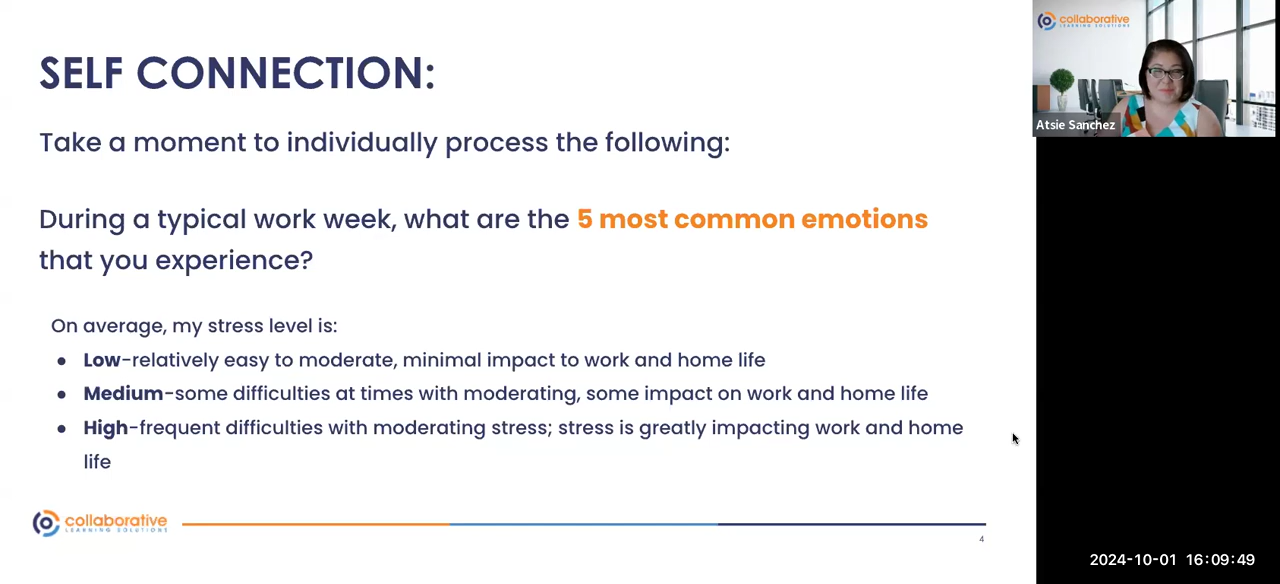 SELF CONNECTION:
Take a moment to individually process the following:
During a typical work week, what are the 5 most common emotions
that you experience?
On average, my stress level is:
● Low-relatively easy to moderate, minimal impact to work and home life
● Medium-some difficulties at times with moderating, some impact on work and home life
● High-frequent difficulties with moderating stress; stress is greatly impacting work and home
life
collaborative
LEARNING SOLUTIONS
4
collaborative
LEARNING SOLUTIONS
Atsie Sanchez
2024-10-01 16:09:49